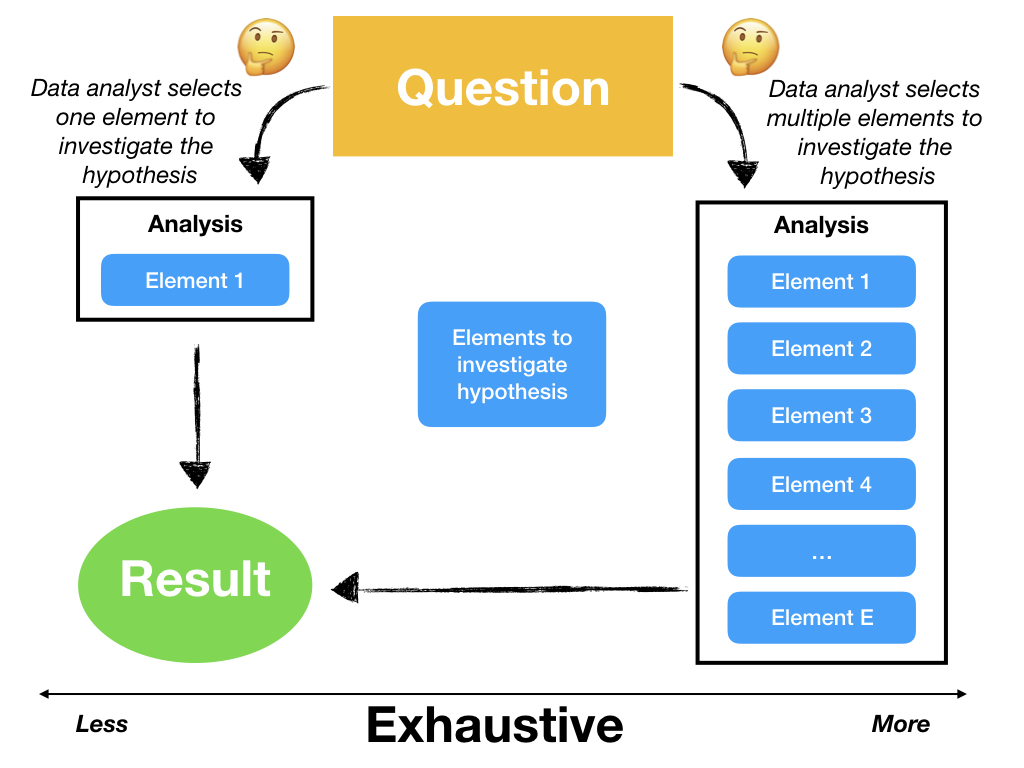 Question
Data analyst selects
one element to
investigate the
hypothesis
Data analyst selects
multiple elements to
investigate the
hypothesis
Analysis
Element 1
Elements to
investigate
hypothesis
Analysis
Element 1
Element 2
Element 3
Element 4
...
Element E
Result
Less
Exhaustive
More